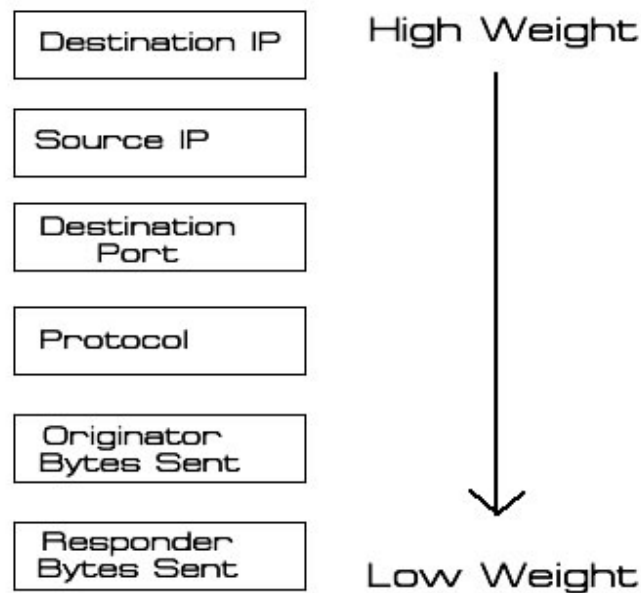 Destination IP
High Weight
Source IP
Destination
Port
Protocol
Originator
Bytes Sent
Responder
Bytes Sent
Low Weight